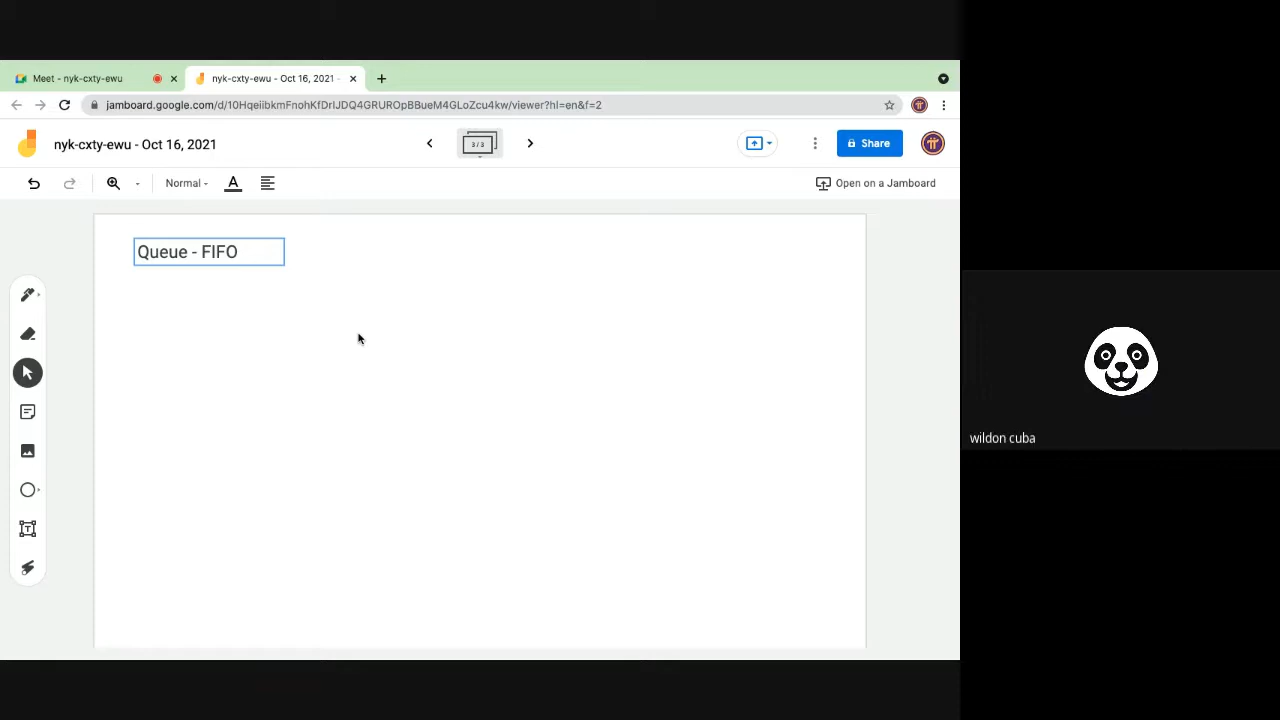 Meet - nyk-cxty-ewu
nyk-cxty-ewu - Oct 16, 2021 -
jamboard.google.com/d/10HqeiibkmFnohKfDrIJDQ4GRUROpBBueM4GLoZcu4kw/viewer?hl=en&f=2
nyk-cxty-ewu - Oct 16, 2021
3 / 3
Share
Normal
A
Open on a Jamboard
Queue - FIFO
T
wildon cuba